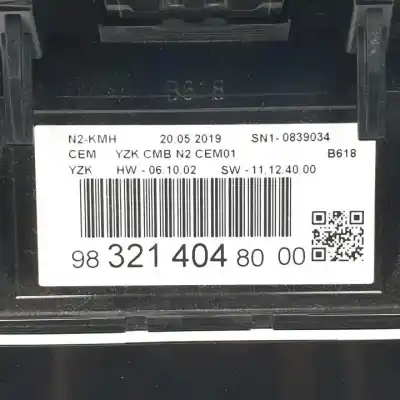 B618
N2-KMH 20.05 2019 SN1-0839034
CEM YZK CMB N2 CEM01 B618
YZK HW - 06.10.02 SW - 11.12.40 00
98 321 404 80 00